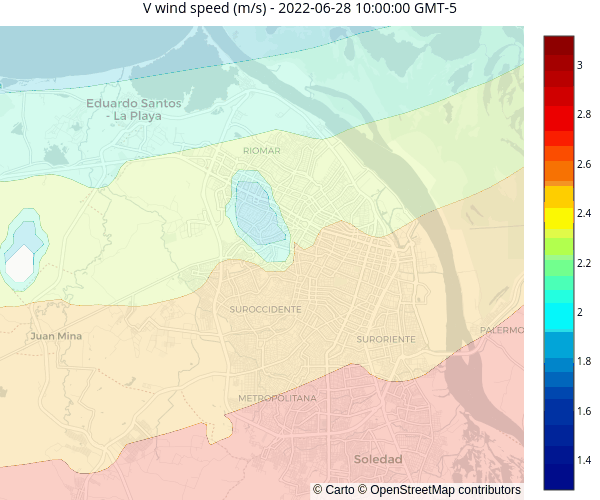 V wind speed (m/s) - 2022-06-28 10:00:00 GMT-5
Eduardo Santos
- La Playa
RIOMAR
SUROCCIDENTE
Juan Mina
SURORIENTE
PALERMO
METROPOLITANA
Soledad
© Carto © OpenStreetMap contributors
3
2.8
2.6
2.4
2.2
2
1.8
1.6
1.4